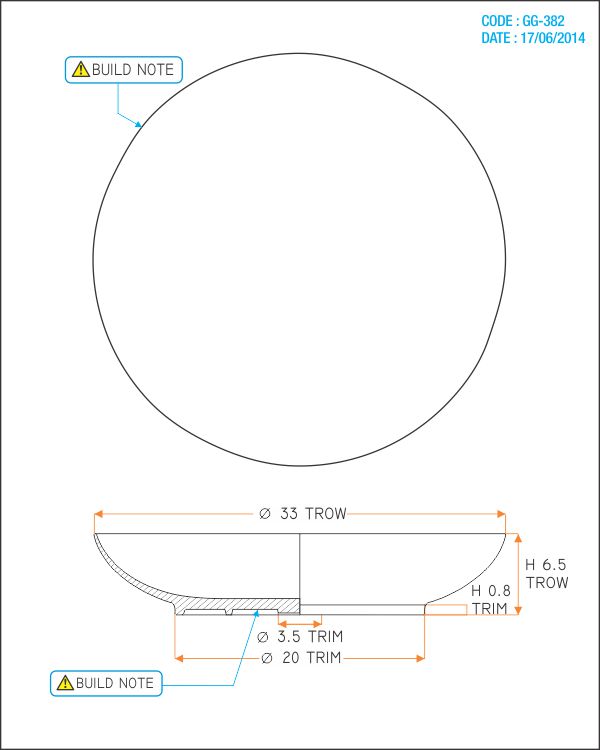 CODE : GG-382
DATE : 17/06/2014
BUILD NOTE
Ø 33 TROW
H 6.5
TROW
H 0.8
TRIM
Ø 3.5 TRIM
Ø 20 TRIM
BUILD NOTE